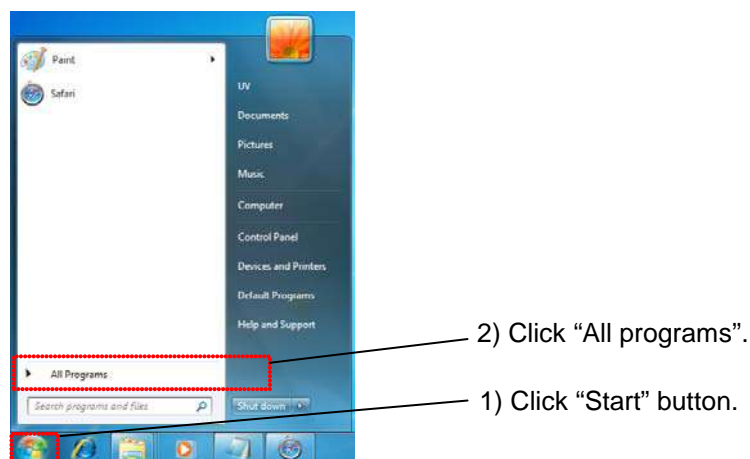 Paint
Safari
UV
Documents
Pictures
Music
Computer
Control Panel
Devices and Printers
Default Programs
Help and Support
All Programs
Search programs and files
Shut down
2) Click “All programs”.
1) Click “Start” button.